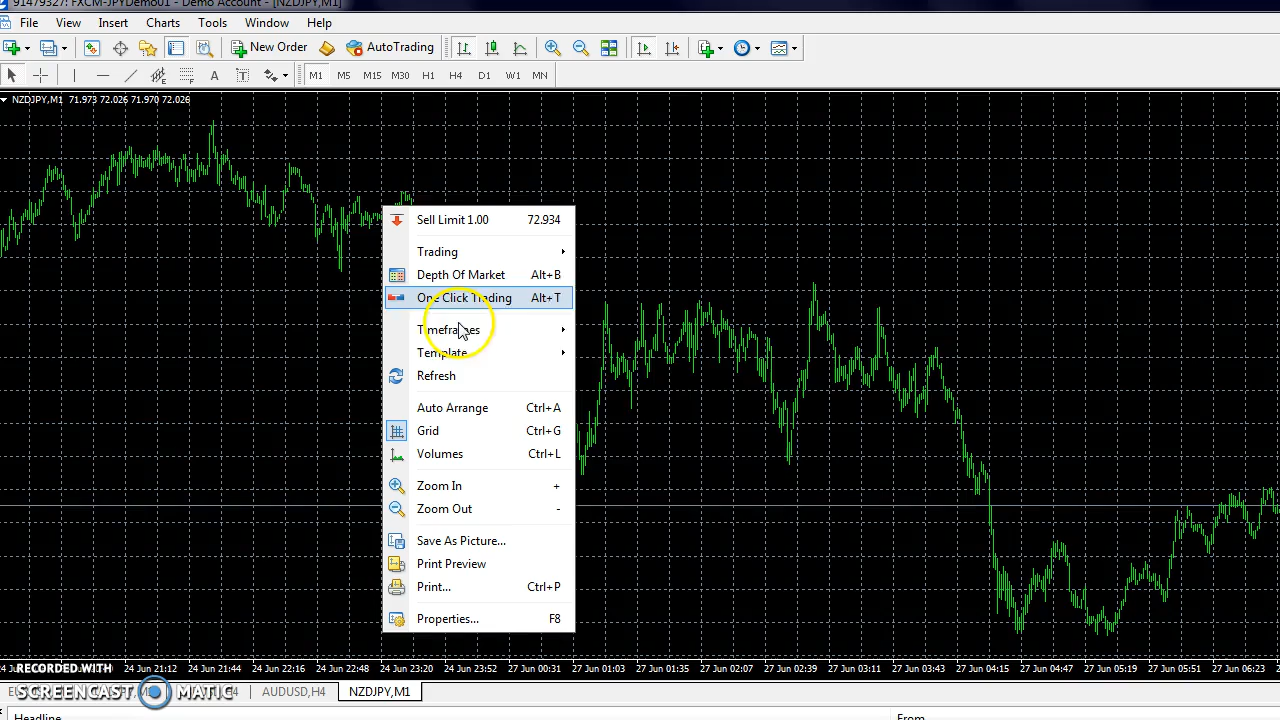 91479327: FXCM-JPYDemo01 - Demo Account - [NZDJPY,M1]
File View Insert Charts Tools Window Help
New Order AutoTrading
A T M1 M5 M15 M30 H1 H4 D1 W1 MN
NZDJPY,M1 71.973 72.026 71.970 72.026
Sell Limit 1.00 72.934
Trading
Depth Of Market Alt+B
One Click Trading Alt+T
Timeframes
Template
Refresh
Auto Arrange Ctrl+A
Grid Ctrl+G
Volumes Ctrl+L
Zoom In +
Zoom Out -
Save As Picture...
Print Preview
Print... Ctrl+P
Properties... F8
24 Jun 21:12 24 Jun 21:44 24 Jun 22:16 24 Jun 22:48 24 Jun 23:20 24 Jun 23:52 27 Jun 00:31 27 Jun 01:03 27 Jun 01:35 27 Jun 02:07 27 Jun 02:39 27 Jun 03:11 27 Jun 03:43 27 Jun 04:15 27 Jun 04:47 27 Jun 05:19 27 Jun 05:51 27 Jun 06:23
RECORDED WITH
SCREENCAST MATIC
AUDUSD,H4 NZDJPY,M1
Headline From